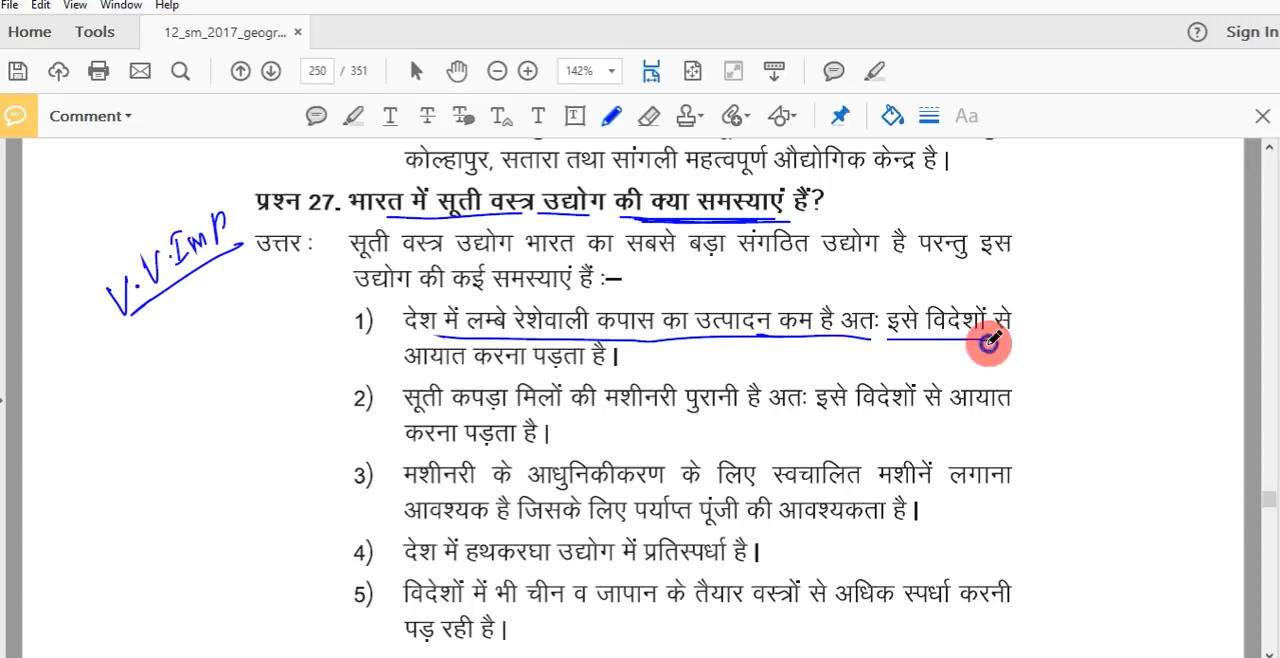 File Edit View Window Help
Home Tools 12_sm_2017_geogr... × Sign In
250 / 351 142%
Comment
कोल्हापुर, सतारा तथा सांगली महत्वपूर्ण औद्योगिक केन्द्र है।
प्रश्न 27. भारत में सूती वस्त्र उद्योग की क्या समस्याएं हैं?
V.V.Imp
उत्तर : सूती वस्त्र उद्योग भारत का सबसे बड़ा संगठित उद्योग है परन्तु इस
उद्योग की कई समस्याएं हैं :–
1) देश में लम्बे रेशेवाली कपास का उत्पादन कम है अतः इसे विदेशों से
आयात करना पड़ता है।
2) सूती कपड़ा मिलों की मशीनरी पुरानी है अतः इसे विदेशों से आयात
करना पड़ता है।
3) मशीनरी के आधुनिकीकरण के लिए स्वचालित मशीनें लगाना
आवश्यक है जिसके लिए पर्याप्त पूंजी की आवश्यकता है।
4) देश में हथकरघा उद्योग में प्रतिस्पर्धा है।
5) विदेशों में भी चीन व जापान के तैयार वस्त्रों से अधिक स्पर्धा करनी
पड़ रही है।